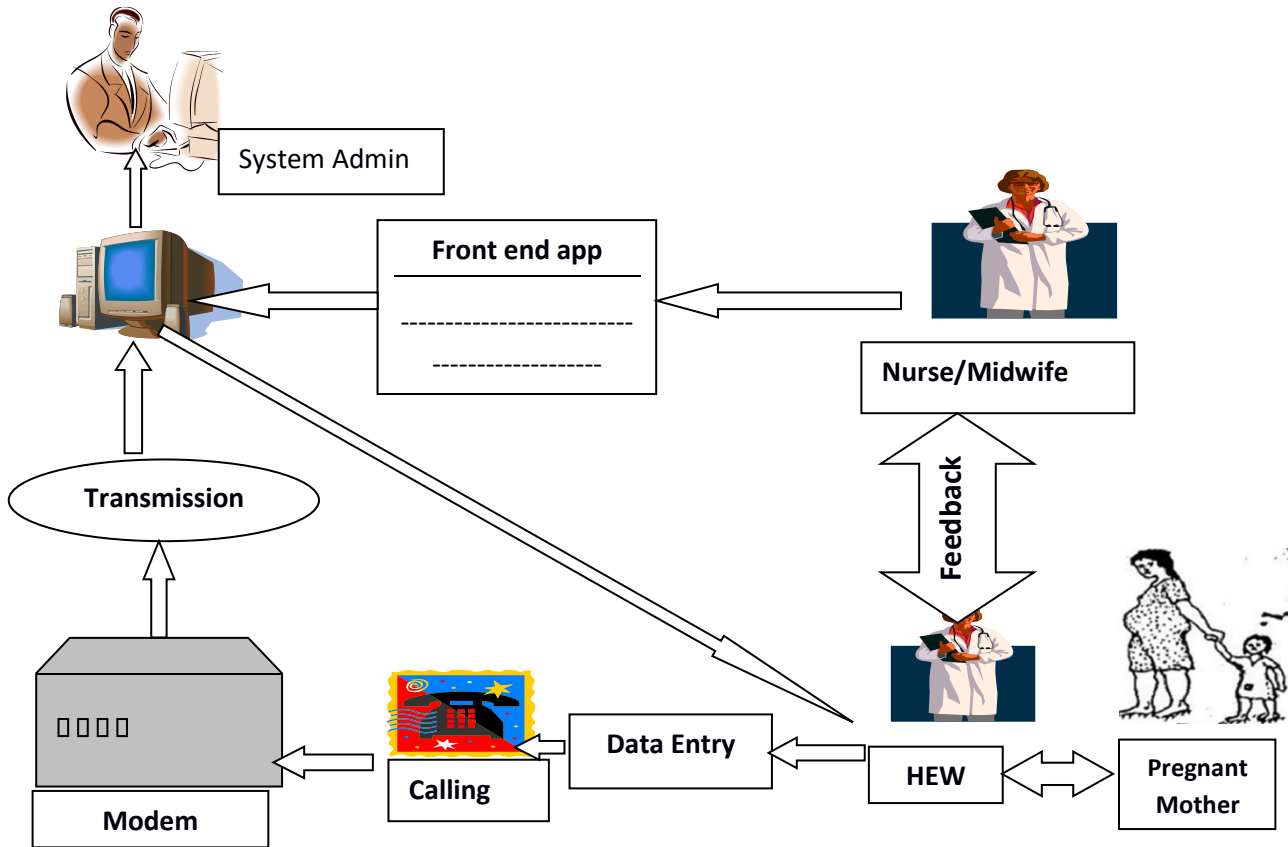 System Admin
Front end app
--------------------------
-------------------
Nurse/Midwife
Transmission
Feedback
Data Entry
Calling
HEW
Pregnant
Mother
Modem